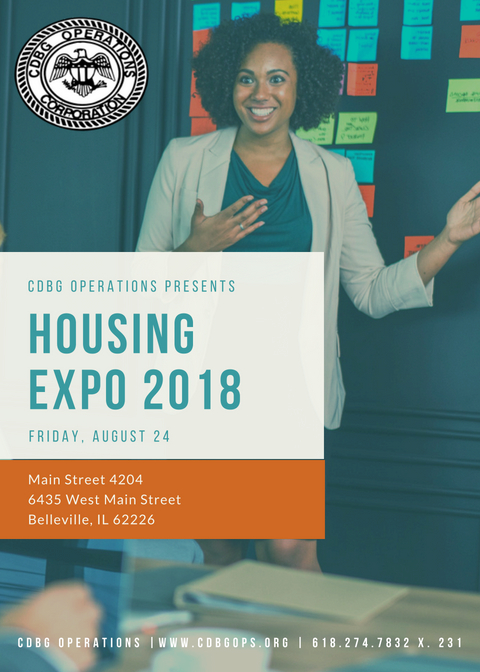 CDBG OPERATIONS
CORPORATION
CDBG OPERATIONS PRESENTS
HOUSING
EXPO 2018
FRIDAY, AUGUST 24
Main Street 4204
6435 West Main Street
Belleville, IL 62226
CDBG OPERATIONS |WWW.CDBGOPS.ORG | 618.274.7832 X. 231